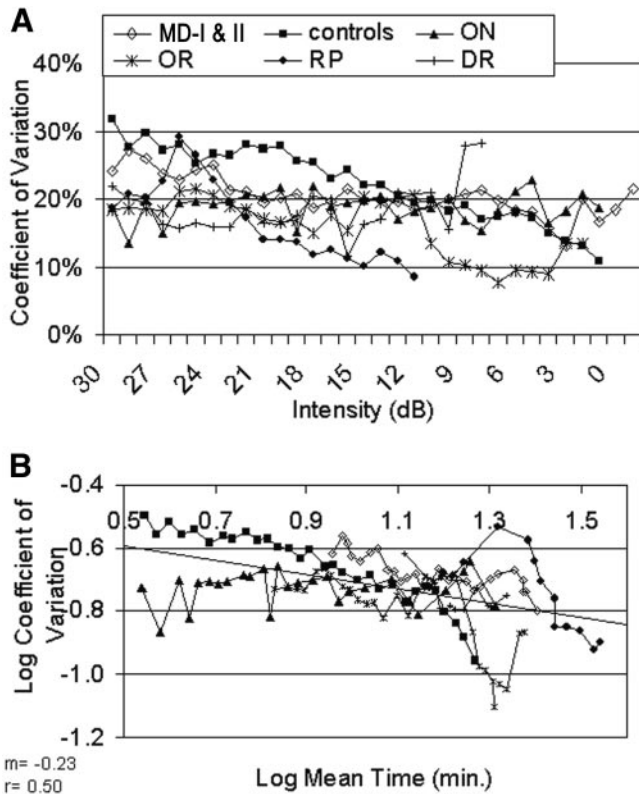 A
MD-I & II controls ON
OR RP DR
40%
30%
20%
10%
0%
Coefficient of Variation
30 27 24 21 18 15 12 9 6 3 0
Intensity (dB)
B
-0.4
0.5 0.7 0.9 1.1 1.3 1.5
-0.6
-0.8
-1.0
-1.2
Log Coefficient of
Variation
Log Mean Time (min.)
m= -0.23
r= 0.50